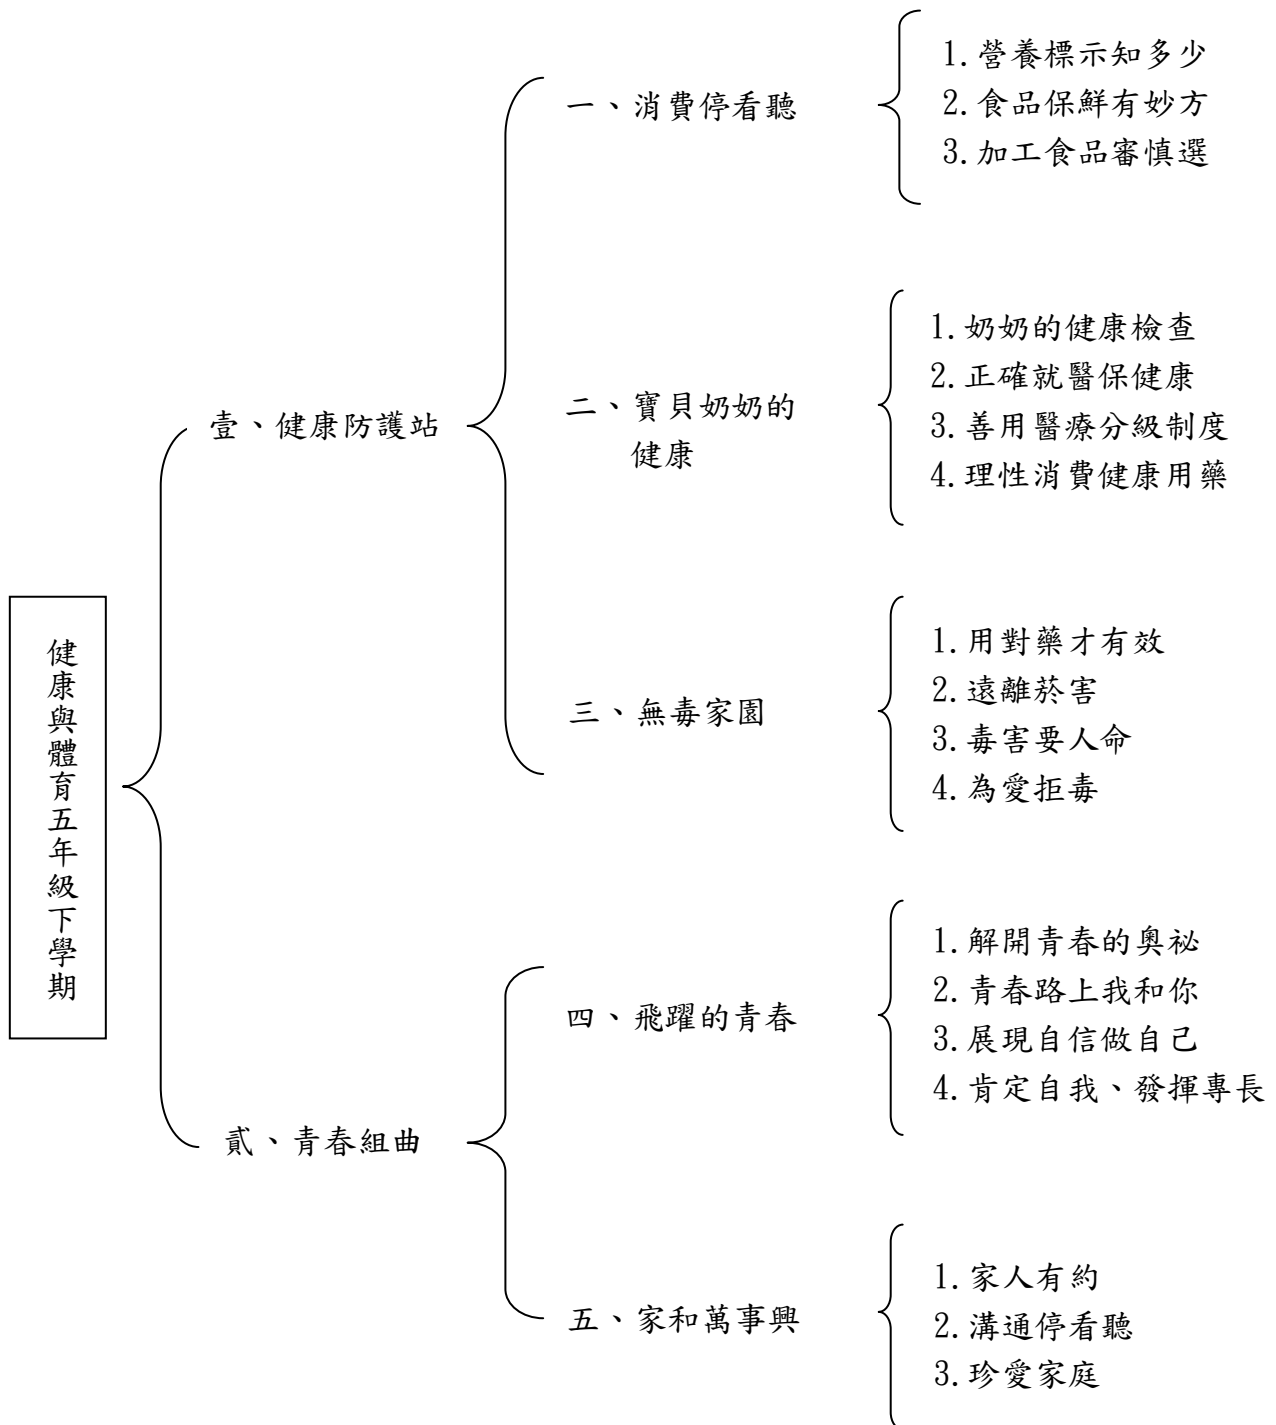 健康與體育五年級下學期
壹、健康防護站
一、消費停看聽
1.營養標示知多少
2.食品保鮮有妙方
3.加工食品審慎選
二、寶貝奶奶的
健康
1.奶奶的健康檢查
2.正確就醫保健康
3.善用醫療分級制度
4.理性消費健康用藥
三、無毒家園
1.用對藥才有效
2.遠離菸害
3.毒害要人命
4.為愛拒毒
貳、青春組曲
四、飛躍的青春
1.解開青春的奧祕
2.青春路上我和你
3.展現自信做自己
4.肯定自我、發揮專長
五、家和萬事興
1.家人有約
2.溝通停看聽
3.珍愛家庭